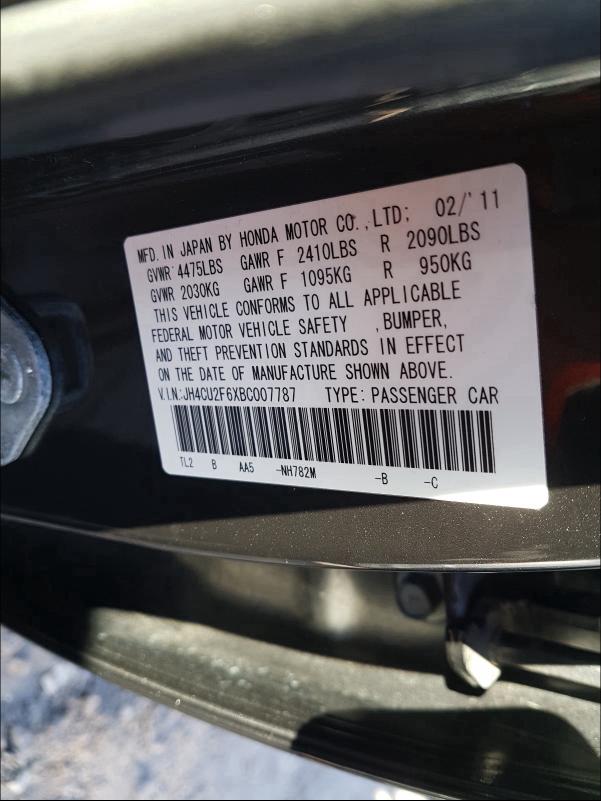 MFD. IN JAPAN BY HONDA MOTOR CO., LTD; 02/'11
GVWR 4475LBS GAWR F 2410LBS R 2090LBS
GVWR 2030KG GAWR F 1095KG R 950KG
THIS VEHICLE CONFORMS TO ALL APPLICABLE
FEDERAL MOTOR VEHICLE SAFETY , BUMPER,
AND THEFT PREVENTION STANDARDS IN EFFECT
ON THE DATE OF MANUFACTURE SHOWN ABOVE.
V.I.N:JH4CU2F6XBC007787 TYPE: PASSENGER CAR
TL2 B AA5 -NH782M -B -C